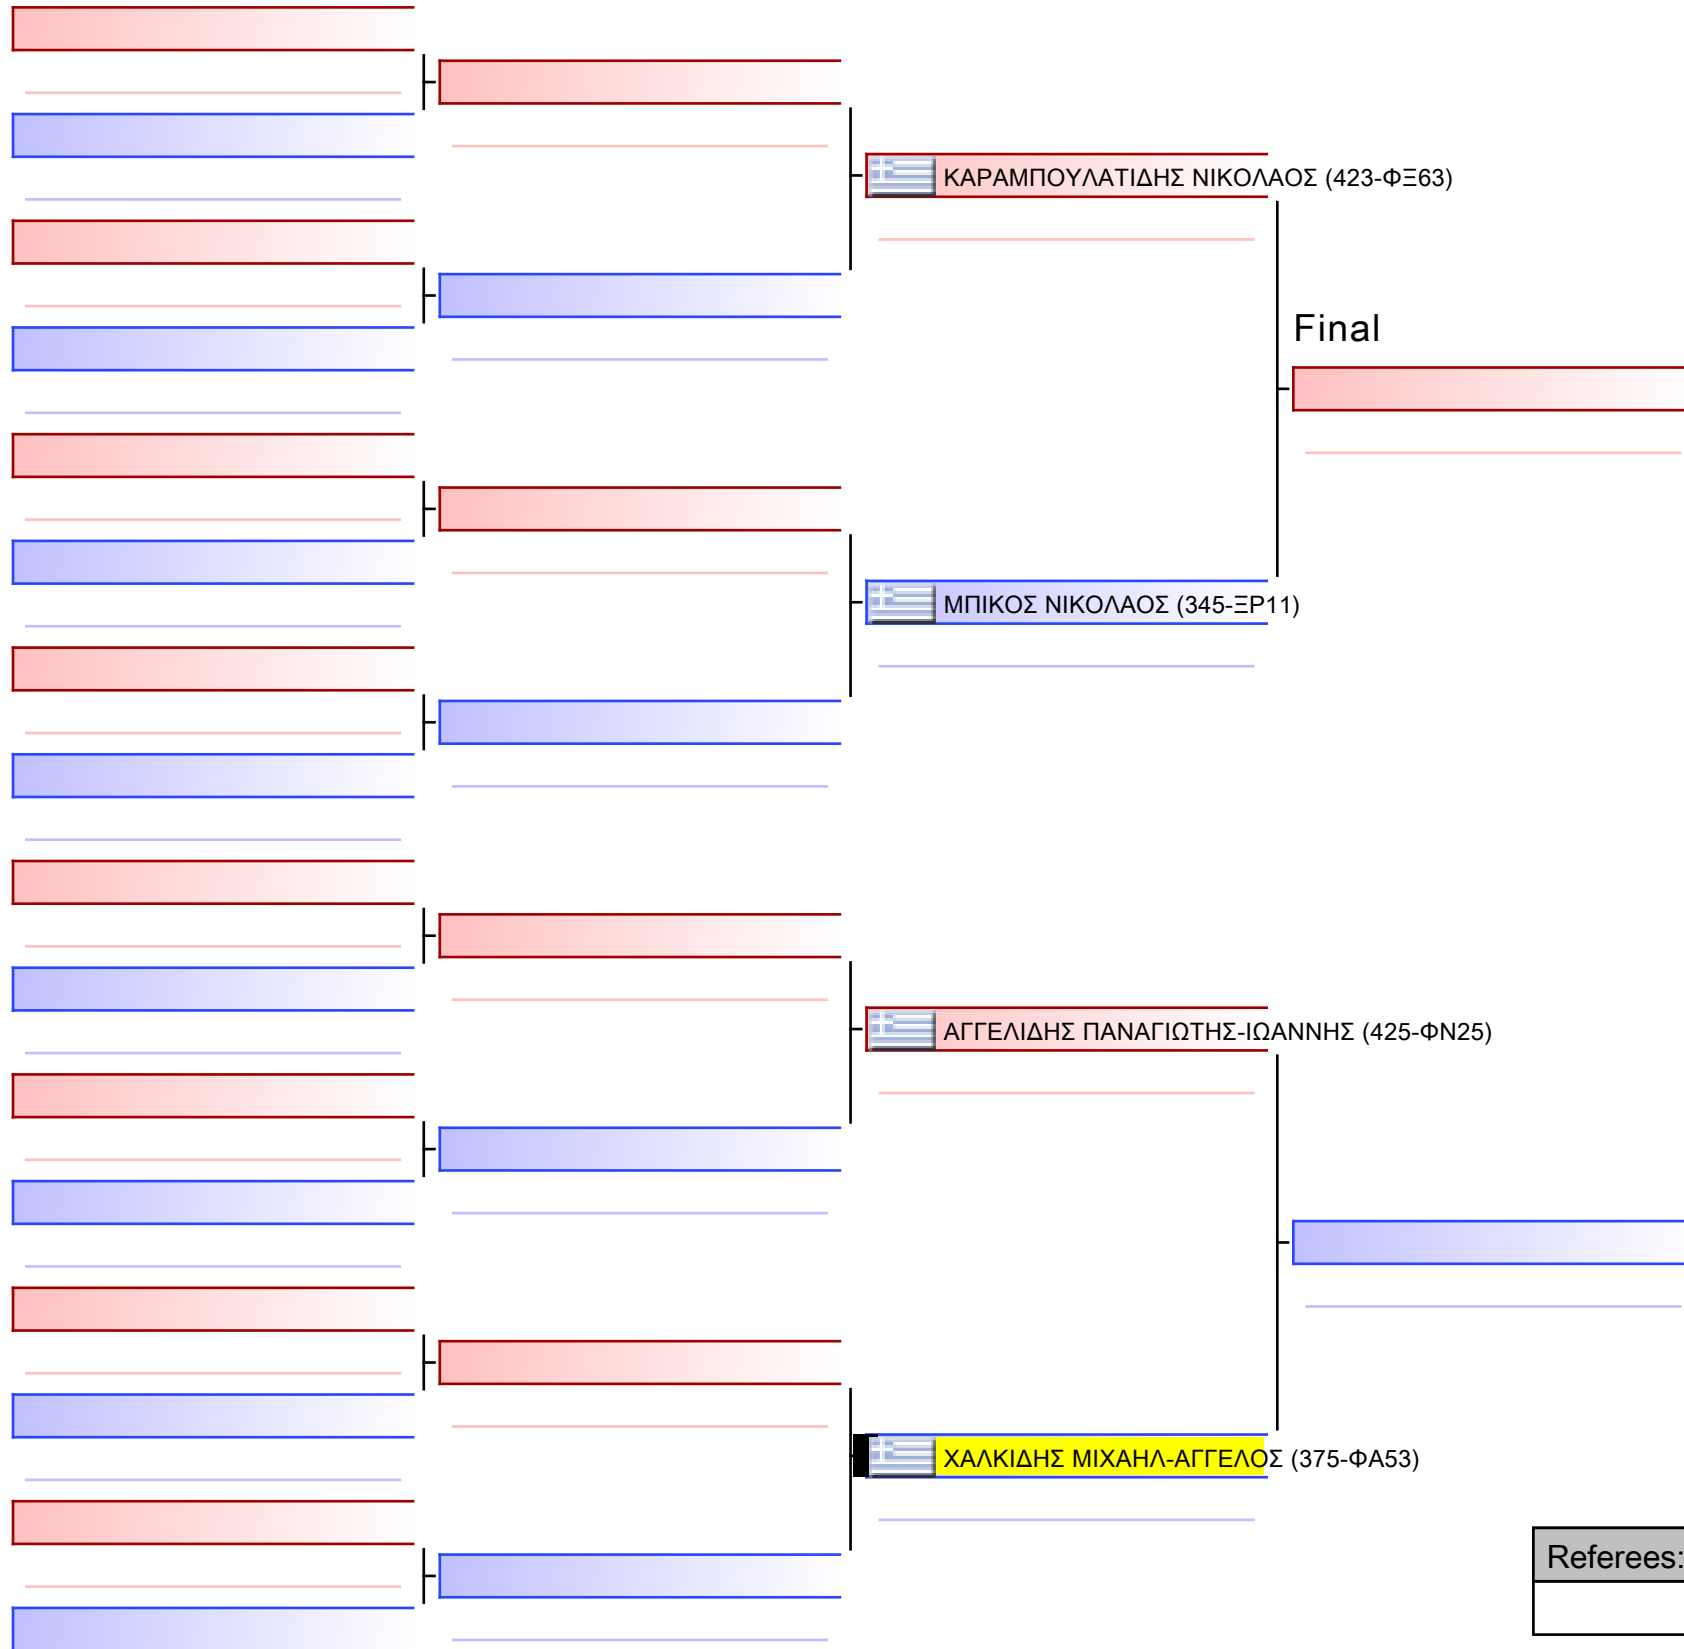 ΚΑΡΑΜΠΟΥΛΑΤΙΔΗΣ ΝΙΚΟΛΑΟΣ (423-ΦΞ63)
Final
ΜΠΙΚΟΣ ΝΙΚΟΛΑΟΣ (345-ΞΡ11)
ΑΓΓΕΛΙΔΗΣ ΠΑΝΑΓΙΩΤΗΣ-ΙΩΑΝΝΗΣ (425-ΦΝ25)
ΧΑΛΚΙΔΗΣ ΜΙΧΑΗΛ-ΑΓΓΕΛΟΣ (375-ΦΑ53)
Referees: